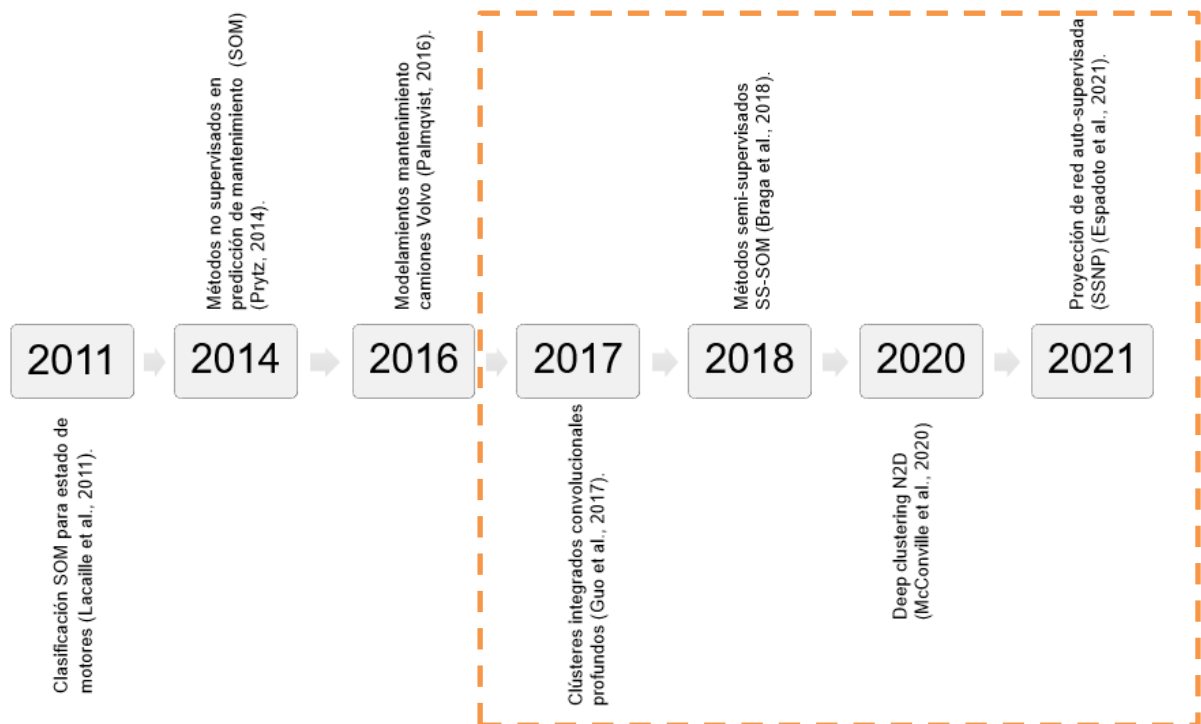 Métodos no supervisados en
predicción de mantenimiento (SOM)
(Prytz, 2014).
Modelamientos mantenimiento
camiones Volvo (Palmqvist, 2016).
Métodos semi-supervisados
SS-SOM (Braga et al., 2018).
Proyección de red auto-supervisada
(SSNP) (Espadoto et al., 2021).
2011
2014
2016
2017
2018
2020
2021
Clasificación SOM para estado de
motores (Lacaille et al., 2011).
Clústeres integrados convolucionales
profundos (Guo et al., 2017).
Deep clustering N2D
(McConville et al., 2020)